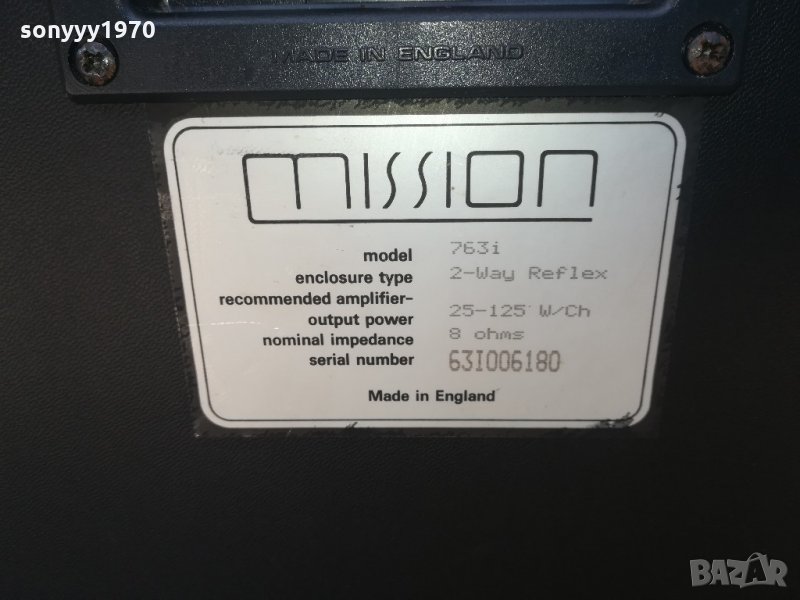 sonyyy1970
MADE IN ENGLAND
mission
model 763i
enclosure type 2-Way Reflex
recommended amplifier-
output power 25-125 W/Ch
nominal impedance 8 ohms
serial number 63I006180
Made in England
BAZAR